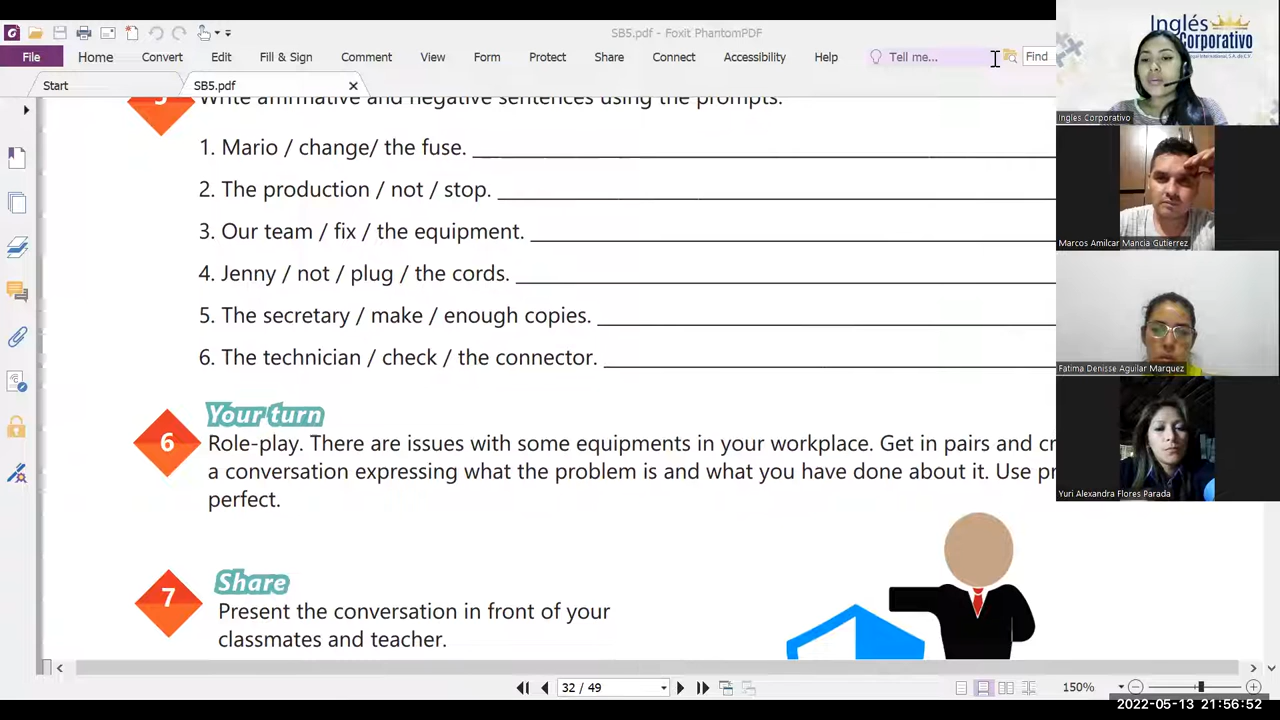 SB5.pdf - Foxit PhantomPDF
File Home Convert Edit Fill & Sign Comment View Form Protect Share Connect Accessibility Help Tell me... Find
Start SB5.pdf
5 Write affirmative and negative sentences using the prompts.
1. Mario / change/ the fuse.
2. The production / not / stop.
3. Our team / fix / the equipment.
4. Jenny / not / plug / the cords.
5. The secretary / make / enough copies.
6. The technician / check / the connector.
Your turn
6 Role-play. There are issues with some equipments in your workplace. Get in pairs and cr
a conversation expressing what the problem is and what you have done about it. Use pr
perfect.
Share
7 Present the conversation in front of your
classmates and teacher.
32 / 49
150%
Inglés
Corporativo
Ingles Corporativo
Marcos Amilcar Mancia Gutierrez
Fatima Denisse Aguilar Marquez
Yuri Alexandra Flores Parada
2022-05-13 21:56:52